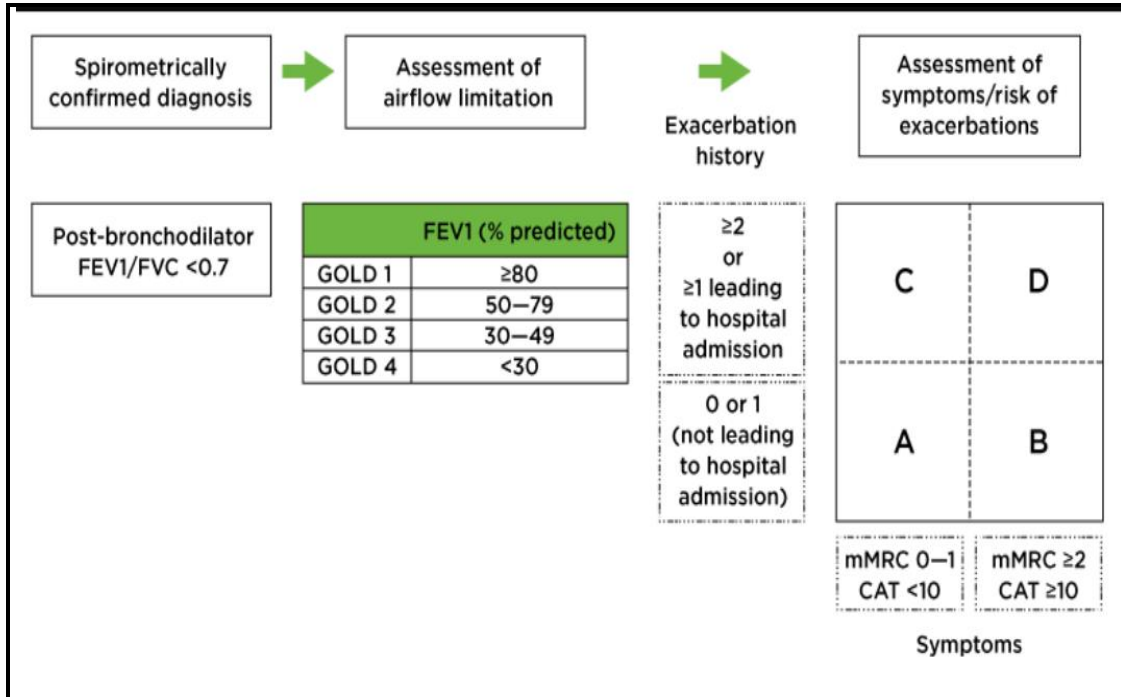 Spirometrically
confirmed diagnosis
Assessment of
airflow limitation
Exacerbation
history
Assessment of
symptoms/risk of
exacerbations
Post-bronchodilator
FEV1/FVC <0.7
FEV1 (% predicted)
GOLD 1 ≥80
GOLD 2 50–79
GOLD 3 30–49
GOLD 4 <30
≥2
or
≥1 leading
to hospital
admission
0 or 1
(not leading
to hospital
admission)
C D
A B
mMRC 0–1
CAT <10
mMRC ≥2
CAT ≥10
Symptoms